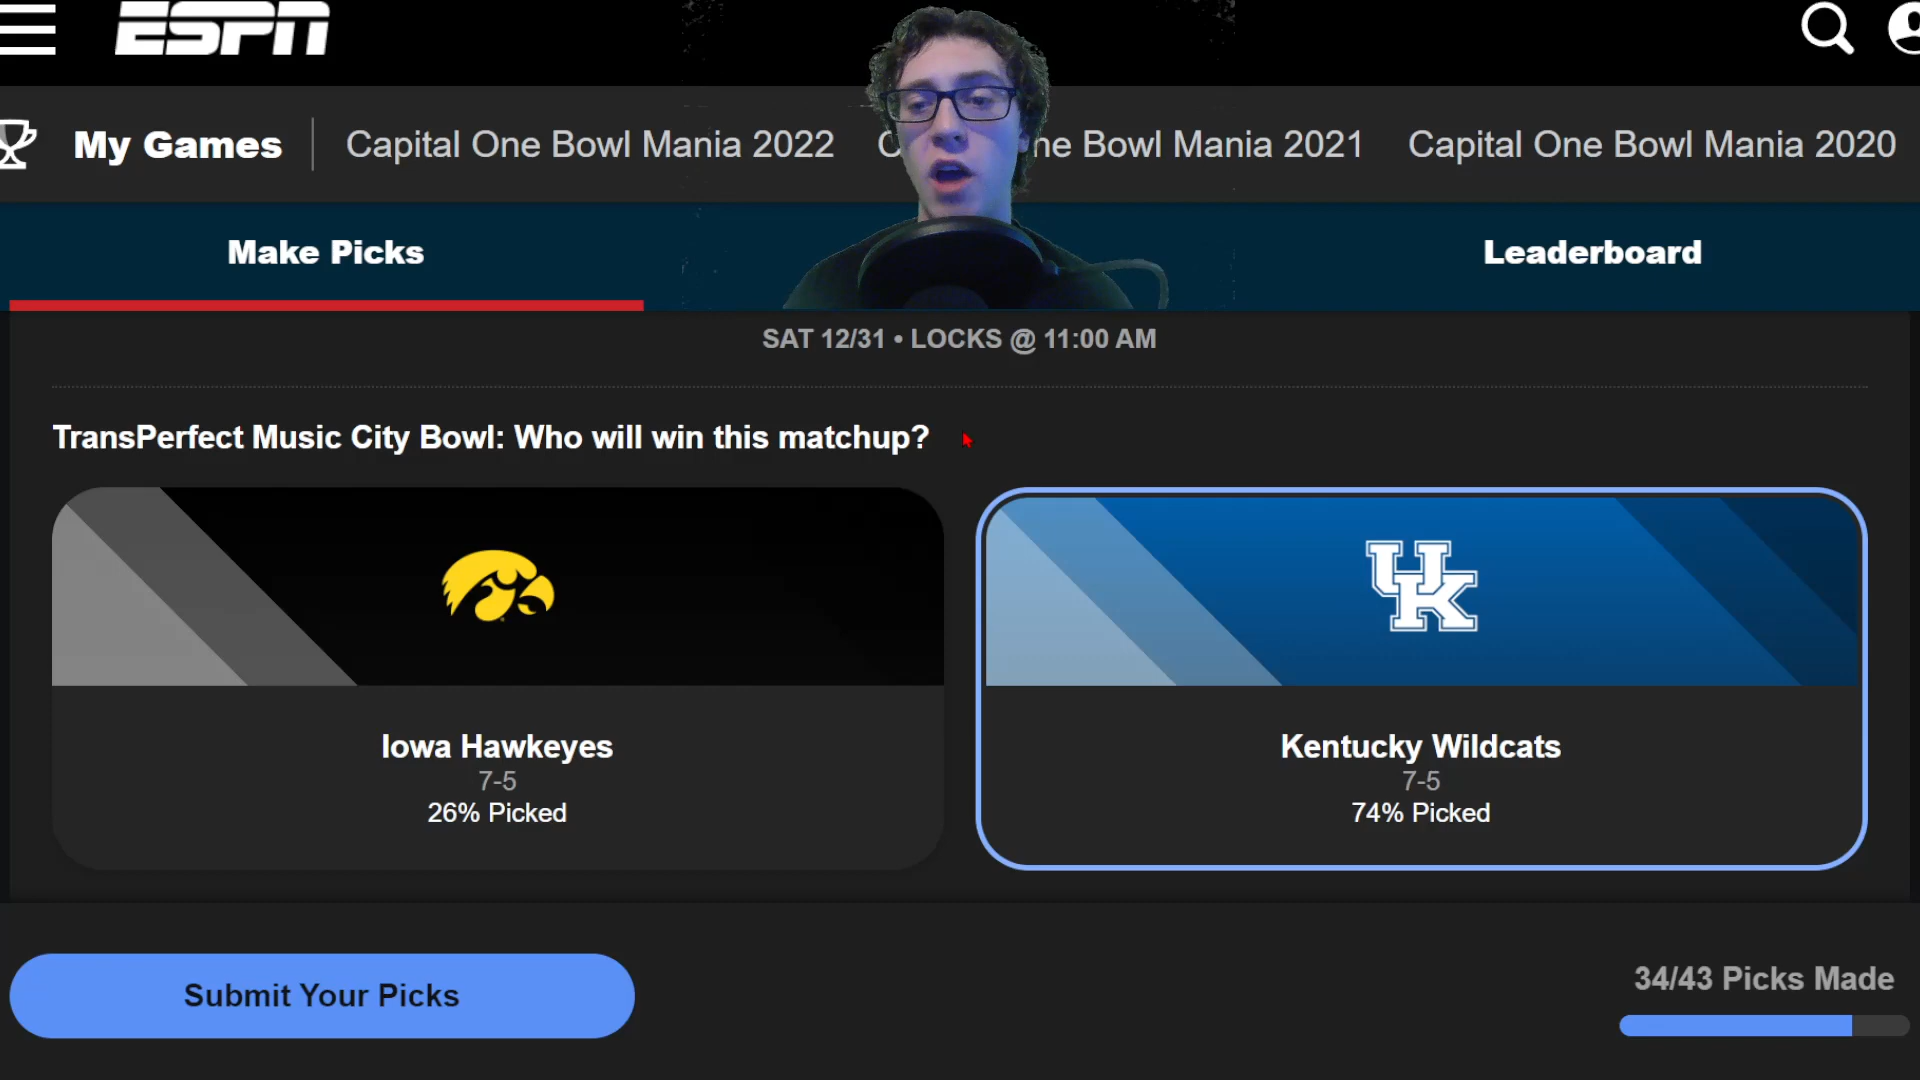 ESPN
My Games
Capital One Bowl Mania 2022
ne Bowl Mania 2021
Capital One Bowl Mania 2020
Make Picks
Leaderboard
SAT 12/31 • LOCKS @ 11:00 AM
TransPerfect Music City Bowl: Who will win this matchup?
UK
Iowa Hawkeyes
7-5
26% Picked
Kentucky Wildcats
7-5
74% Picked
Submit Your Picks
34/43 Picks Made